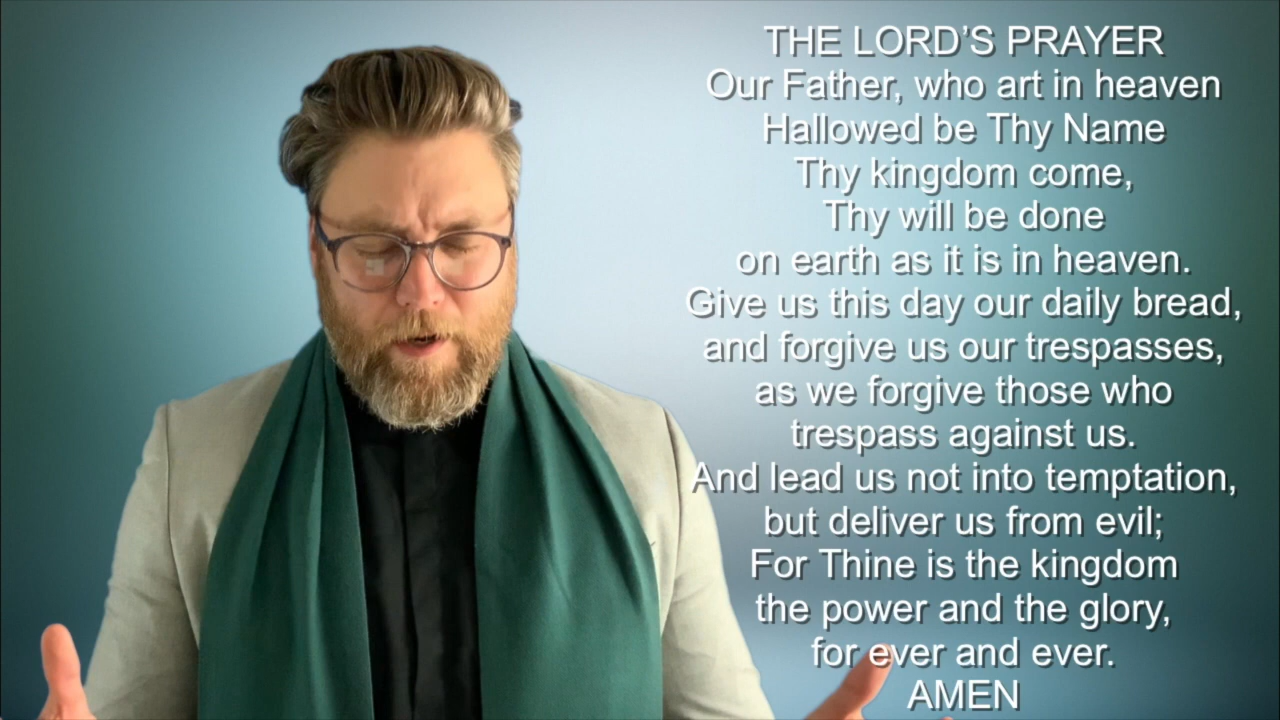 THE LORD'S PRAYER
Our Father, who art in heaven
Hallowed be Thy Name
Thy kingdom come,
Thy will be done
on earth as it is in heaven.
Give us this day our daily bread,
and forgive us our trespasses,
as we forgive those who
trespass against us.
And lead us not into temptation,
but deliver us from evil;
For Thine is the kingdom
the power and the glory,
for ever and ever.
AMEN